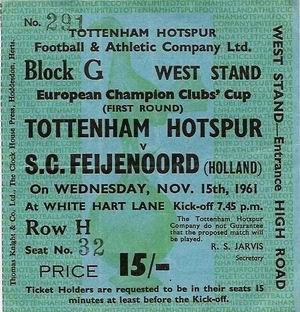 No. 291
TOTTENHAM HOTSPUR
Football & Athletic Company Ltd.
Block G WEST STAND
European Champion Clubs' Cup
(FIRST ROUND)
TOTTENHAM HOTSPUR
v
S.C. FEIJENOORD (HOLLAND)
On WEDNESDAY, NOV. 15th, 1961
At WHITE HART LANE Kick-off 7.45 p.m.
Row H
Seat No. 32
PRICE 15/-
The Tottenham Hotspur
Company do not Guarantee
that the proposed match will
be played.
R. S. JARVIS
Secretary
Ticket Holders are requested to be in their seats 15
minutes at least before the Kick-off.
WEST STAND—Entrance HIGH ROAD
Thomas Knight & Co. Ltd., The Clock House Press, Hoddesdon, Herts.